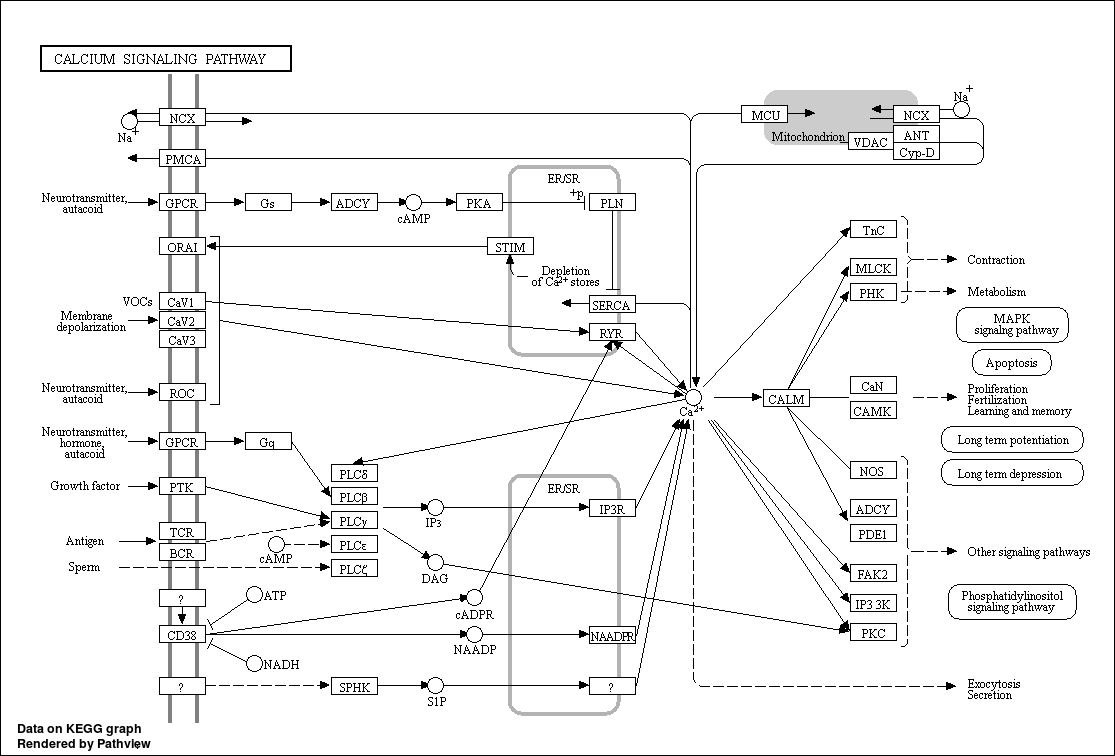 CALCIUM SIGNALING PATHWAY
NCX
Na+
PMCA
MCU
Mitochondrion
NCX
Na+
VDAC
ANT
Cyp-D
Neurotransmitter,
autacoid
GPCR
Gs
ADCY
cAMP
PKA
ER/SR
+p
PLN
ORAI
STIM
Depletion
of Ca2+ stores
SERCA
RYR
VOCs
CaV1
Membrane
depolarization
CaV2
CaV3
Neurotransmitter,
autacoid
ROC
Neurotransmitter,
hormone,
autacoid
GPCR
Gq
Growth factor
PTK
Antigen
TCR
BCR
Sperm
cAMP
PLCδ
PLCβ
PLCγ
PLCε
PLCζ
IP3
DAG
ER/SR
IP3R
?
ATP
CD38
NADH
cADPR
NAADP
NAADPR
?
SPHK
S1P
?
Ca2+
CALM
TnC
MLCK
PHK
CaN
CAMK
NOS
ADCY
PDE1
FAK2
IP3 3K
PKC
Contraction
Metabolism
MAPK
signalng pathway
Apoptosis
Proliferation
Fertilization
Learning and memory
Long term potentiation
Long term depression
Other signaling pathways
Phosphatidylinositol
signaling pathway
Exocytosis
Secretion
Data on KEGG graph
Rendered by Pathview